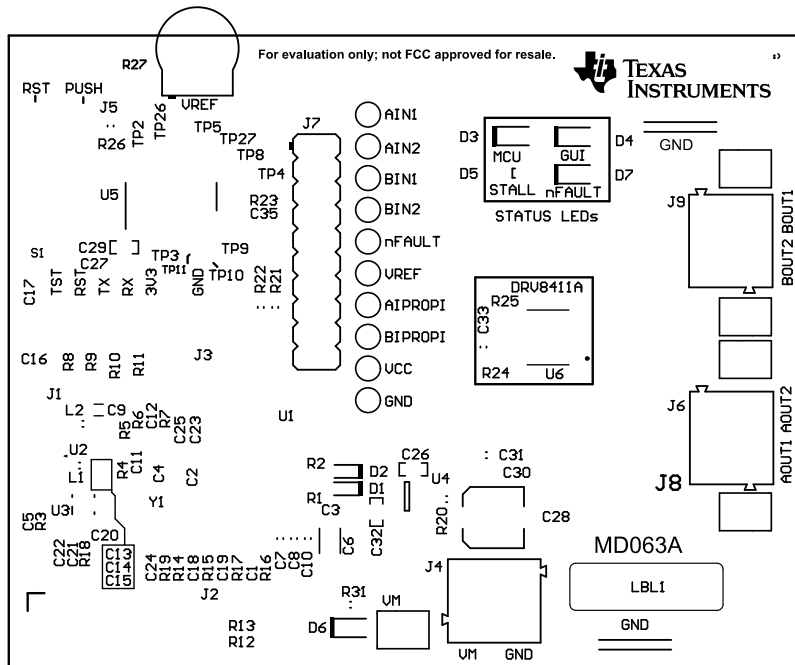 For evaluation only; not FCC approved for resale.
TEXAS
INSTRUMENTS
R27
RST
PUSH
VREF
J5
R26
TP2
TP26
TP5
TP27
TP8
TP4
J7
AIN1
AIN2
BIN1
BIN2
nFAULT
VREF
AIPROPI
BIPROPI
VCC
GND
D3
MCU
GUI
D4
D5
STALL
nFAULT
D7
STATUS LEDs
GND
J9
BOUT2 BOUT1
U5
R23
C35
S1
C29
C27
TP3
TP11
TP9
TP10
C17
TST
RST
TX
RX
3V3
GND
R22
R21
DRV8411A
R25
C33
R24
U6
C16
R8
R9
R10
R11
J3
J1
L2
C9
R5
R6
C12
R7
C25
C23
U1
J6
AOUT1 AOUT2
J8
U2
L1
R4
C11
C4
C2
Y1
U3
C5
R3
R2
D2
R1
D1
C3
C26
U4
C31
C30
R20
C28
C22
C21
R18
C20
C13
C14
C15
C24
R19
R14
C18
R15
C19
R17
C1
R16
C7
C8
C10
C6
C32
J2
J4
MD063A
LBL1
R31
VM
R13
R12
D6
VM
GND
GND